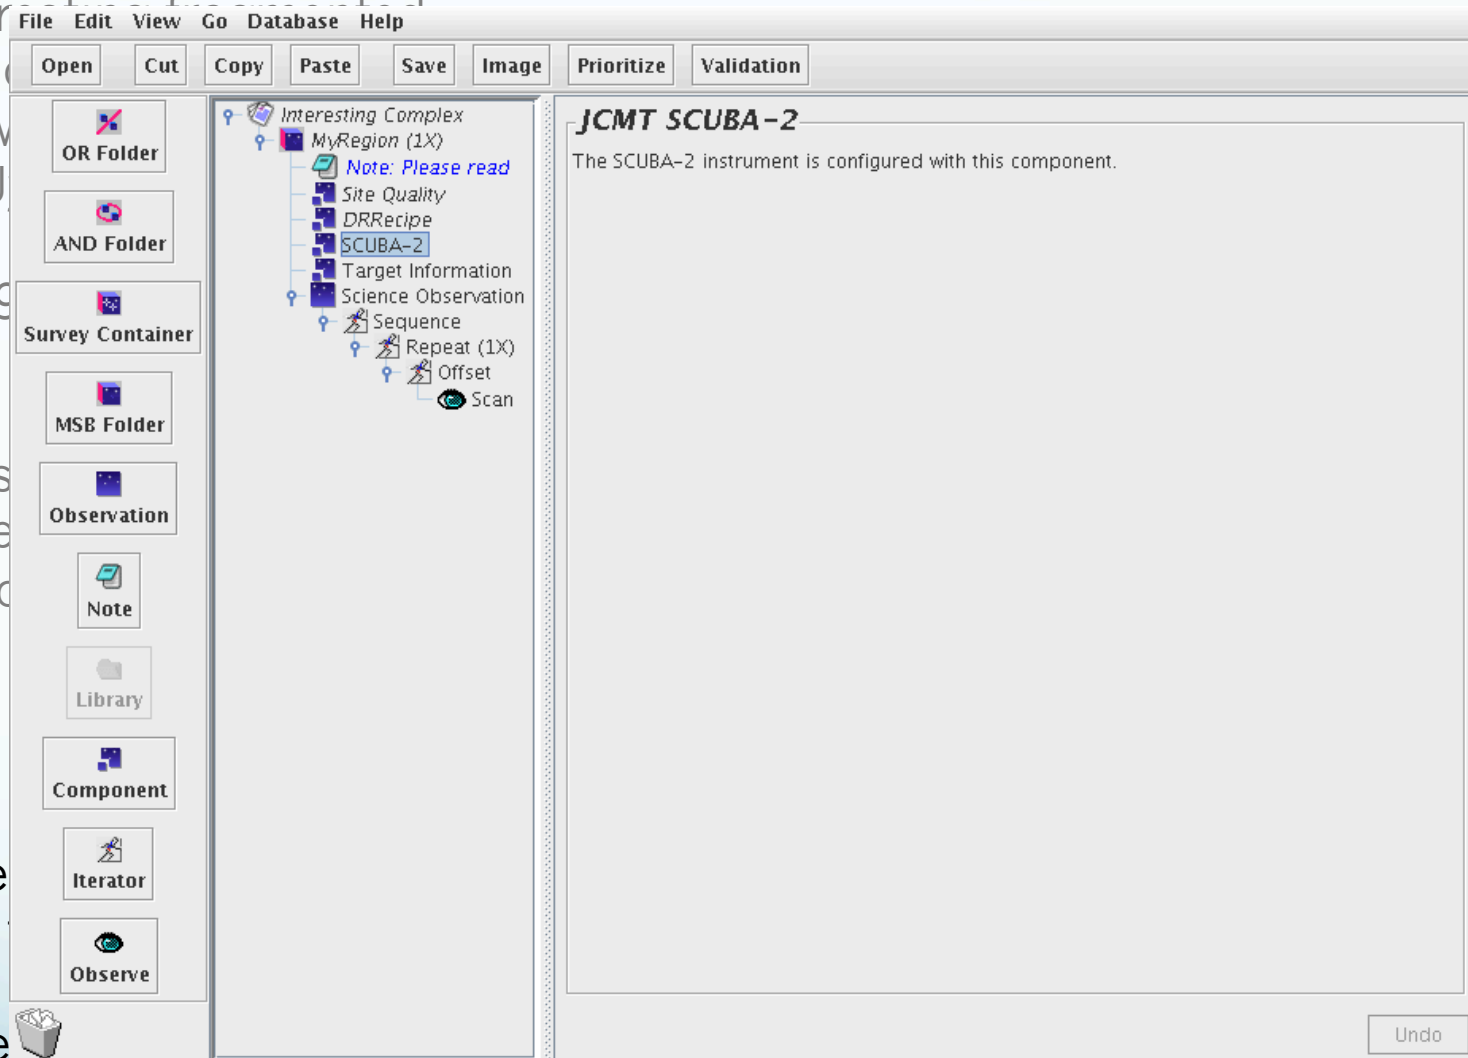 File Edit View Go Database Help
Open Cut Copy Paste Save Image Prioritize Validation
OR Folder
AND Folder
Survey Container
MSB Folder
Observation
Note
Library
Component
Iterator
Observe
Interesting Complex
MyRegion (1X)
Note: Please read
Site Quality
DRRecipe
SCUBA-2
Target Information
Science Observation
Sequence
Repeat (1X)
Offset
Scan
JCMT SCUBA-2
The SCUBA-2 instrument is configured with this component.
Undo